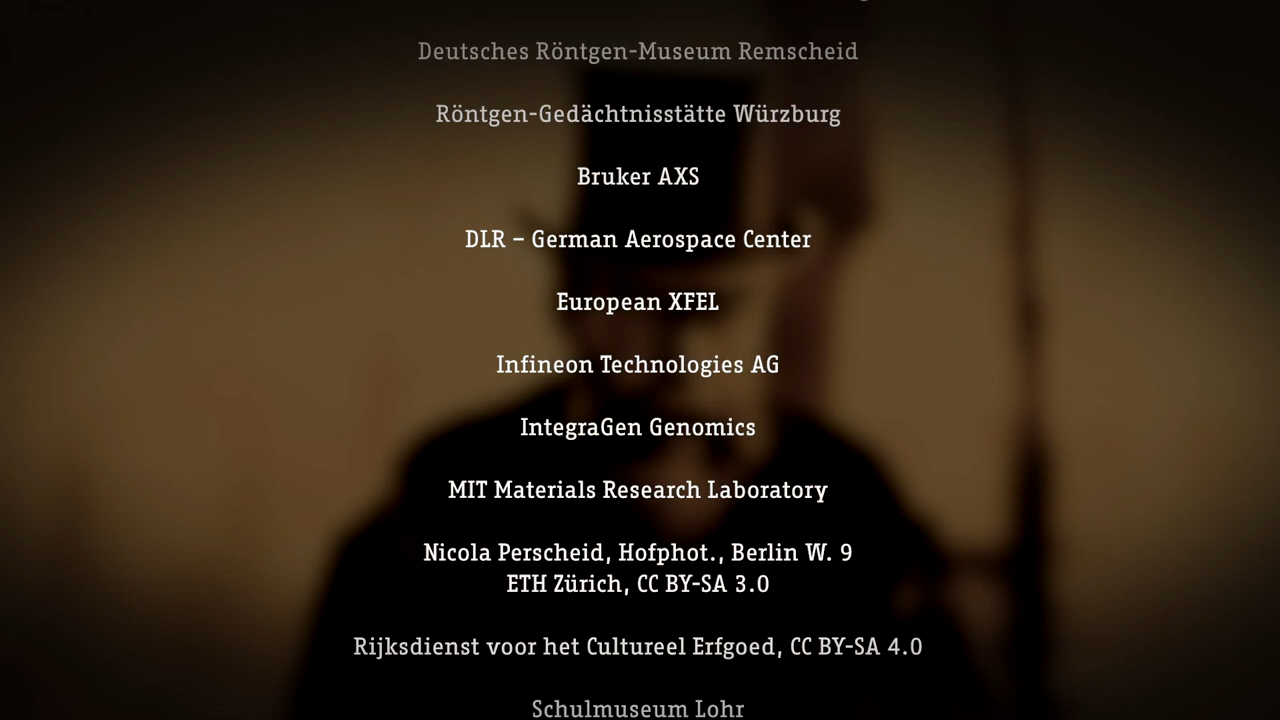 Deutsches Röntgen-Museum Remscheid
Röntgen-Gedächtnisstätte Würzburg
Bruker AXS
DLR – German Aerospace Center
European XFEL
Infineon Technologies AG
IntegraGen Genomics
MIT Materials Research Laboratory
Nicola Perscheid, Hofphot., Berlin W. 9
ETH Zürich, CC BY-SA 3.0
Rijksdienst voor het Cultureel Erfgoed, CC BY-SA 4.0
Schulmuseum Lohr